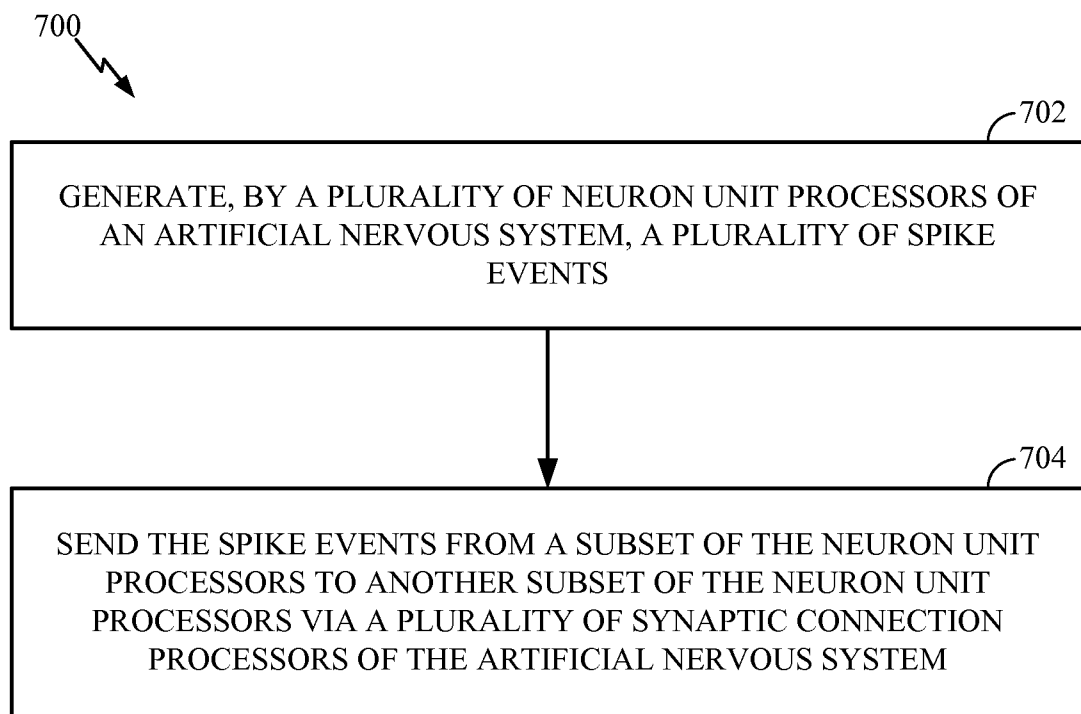 700
702
GENERATE, BY A PLURALITY OF NEURON UNIT PROCESSORS OF
AN ARTIFICIAL NERVOUS SYSTEM, A PLURALITY OF SPIKE
EVENTS
704
SEND THE SPIKE EVENTS FROM A SUBSET OF THE NEURON UNIT
PROCESSORS TO ANOTHER SUBSET OF THE NEURON UNIT
PROCESSORS VIA A PLURALITY OF SYNAPTIC CONNECTION
PROCESSORS OF THE ARTIFICIAL NERVOUS SYSTEM